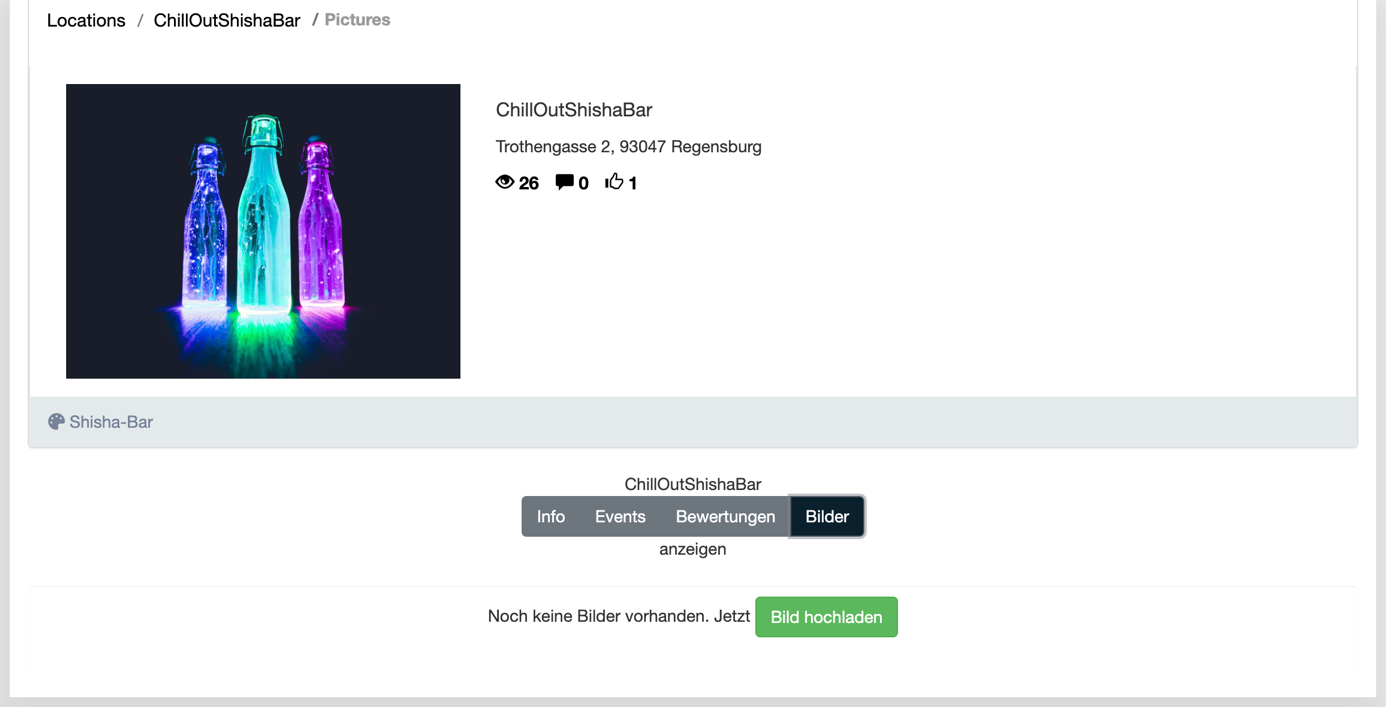 Locations / ChillOutShishaBar / Pictures
ChillOutShishaBar
Trothengasse 2, 93047 Regensburg
26 0 1
Shisha-Bar
ChillOutShishaBar
Info Events Bewertungen Bilder
anzeigen
Noch keine Bilder vorhanden. Jetzt Bild hochladen